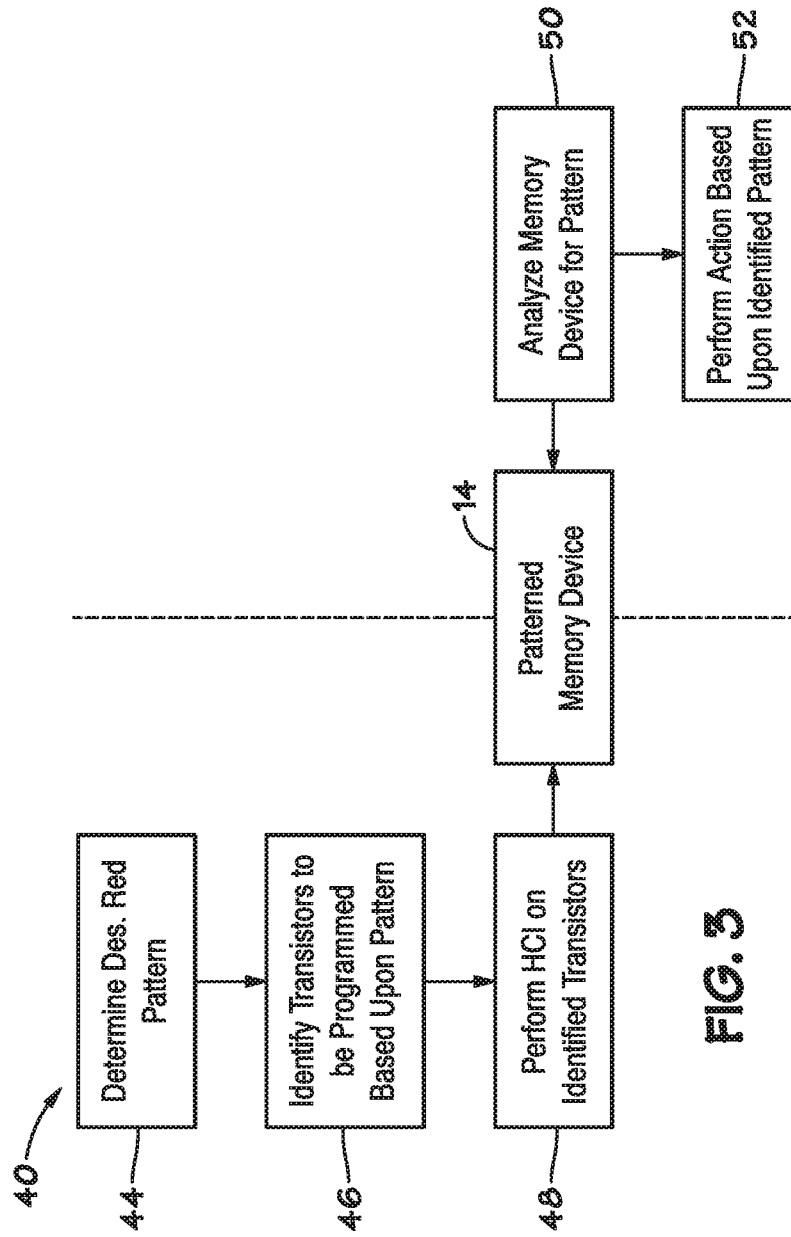 40
44
Determine Des. Red
Pattern
46
Identify Transistors to
be Programmed
Based Upon Pattern
48
Perform HCI on
Identified Transistors
14
Patterned
Memory Device
50
Analyze Memory
Device for Pattern
52
Perform Action Based
Upon Identified Pattern
FIG. 3